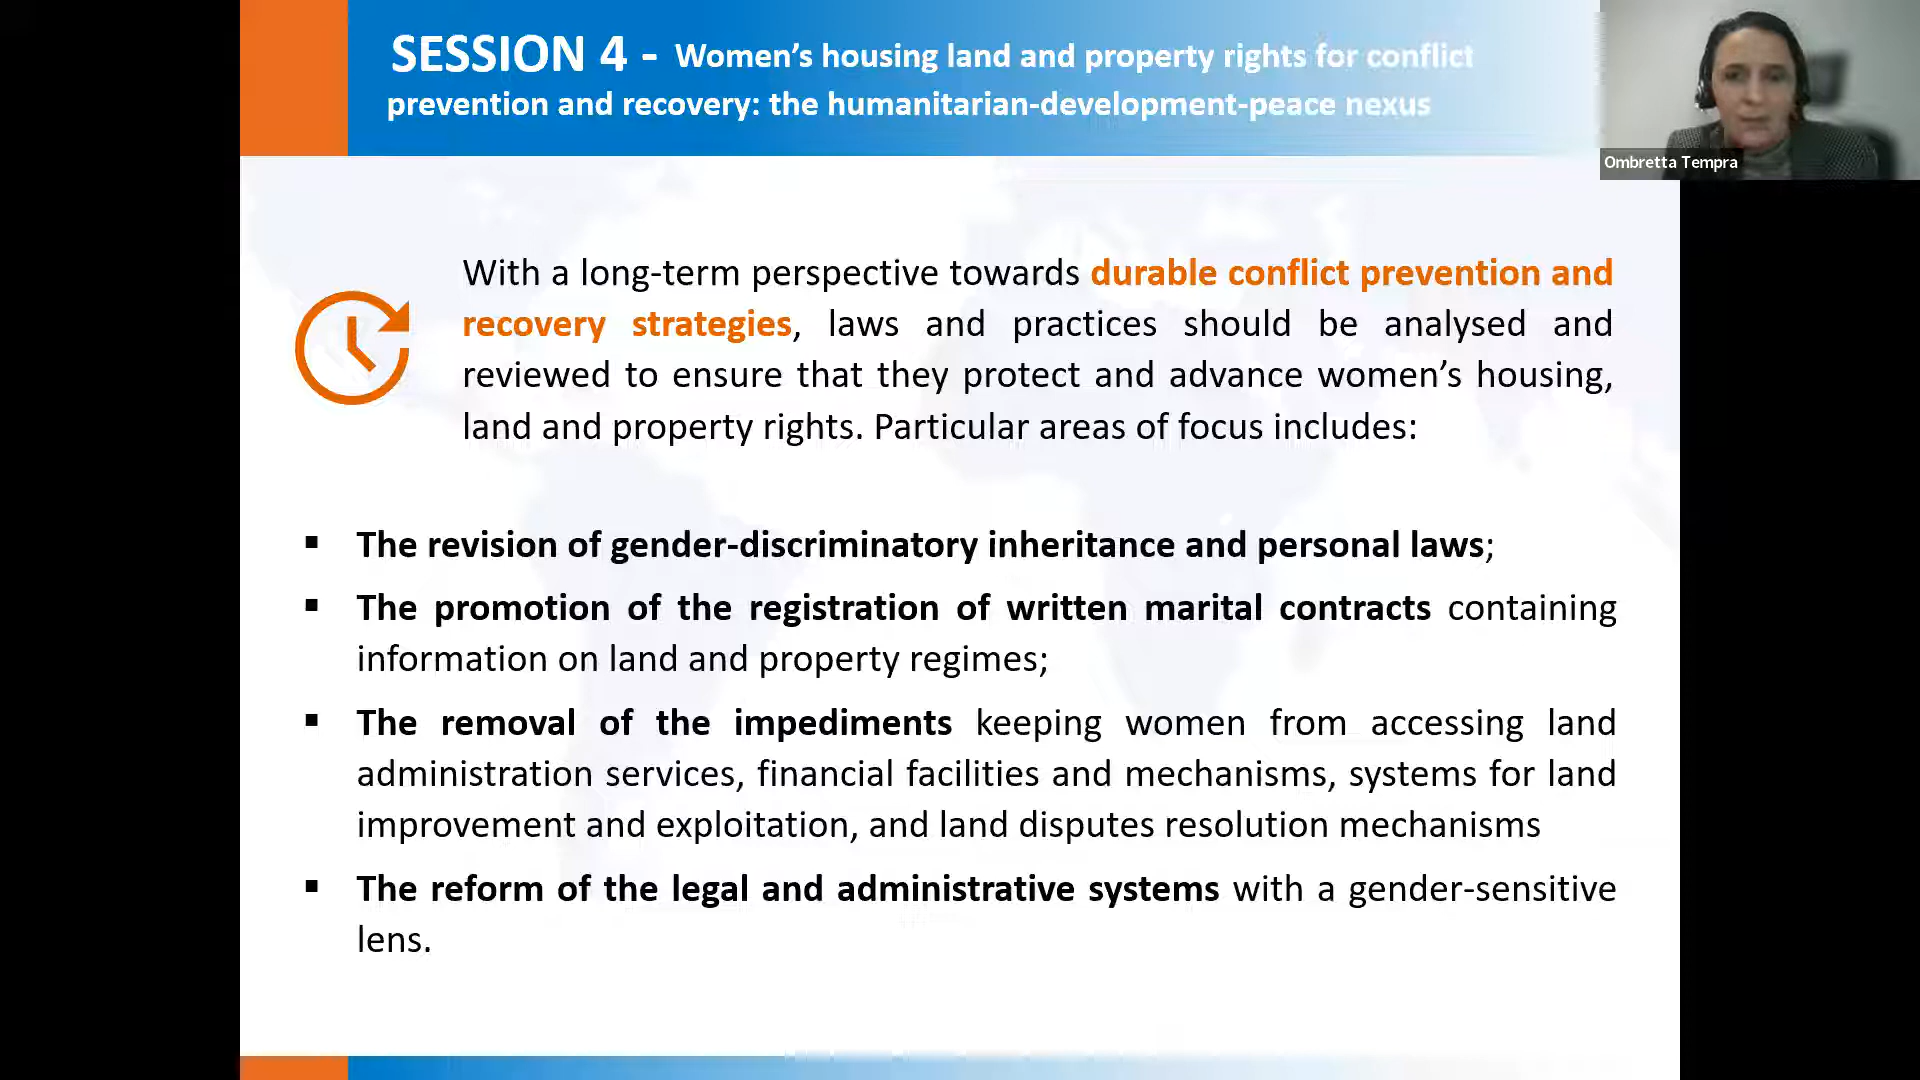 SESSION 4 - Women’s housing land and property rights for conflict
prevention and recovery: the humanitarian-development-peace nexus
Ombretta Tempra
With a long-term perspective towards durable conflict prevention and
recovery strategies, laws and practices should be analysed and
reviewed to ensure that they protect and advance women’s housing,
land and property rights. Particular areas of focus includes:
▪ The revision of gender-discriminatory inheritance and personal laws;
▪ The promotion of the registration of written marital contracts containing
information on land and property regimes;
▪ The removal of the impediments keeping women from accessing land
administration services, financial facilities and mechanisms, systems for land
improvement and exploitation, and land disputes resolution mechanisms
▪ The reform of the legal and administrative systems with a gender-sensitive
lens.